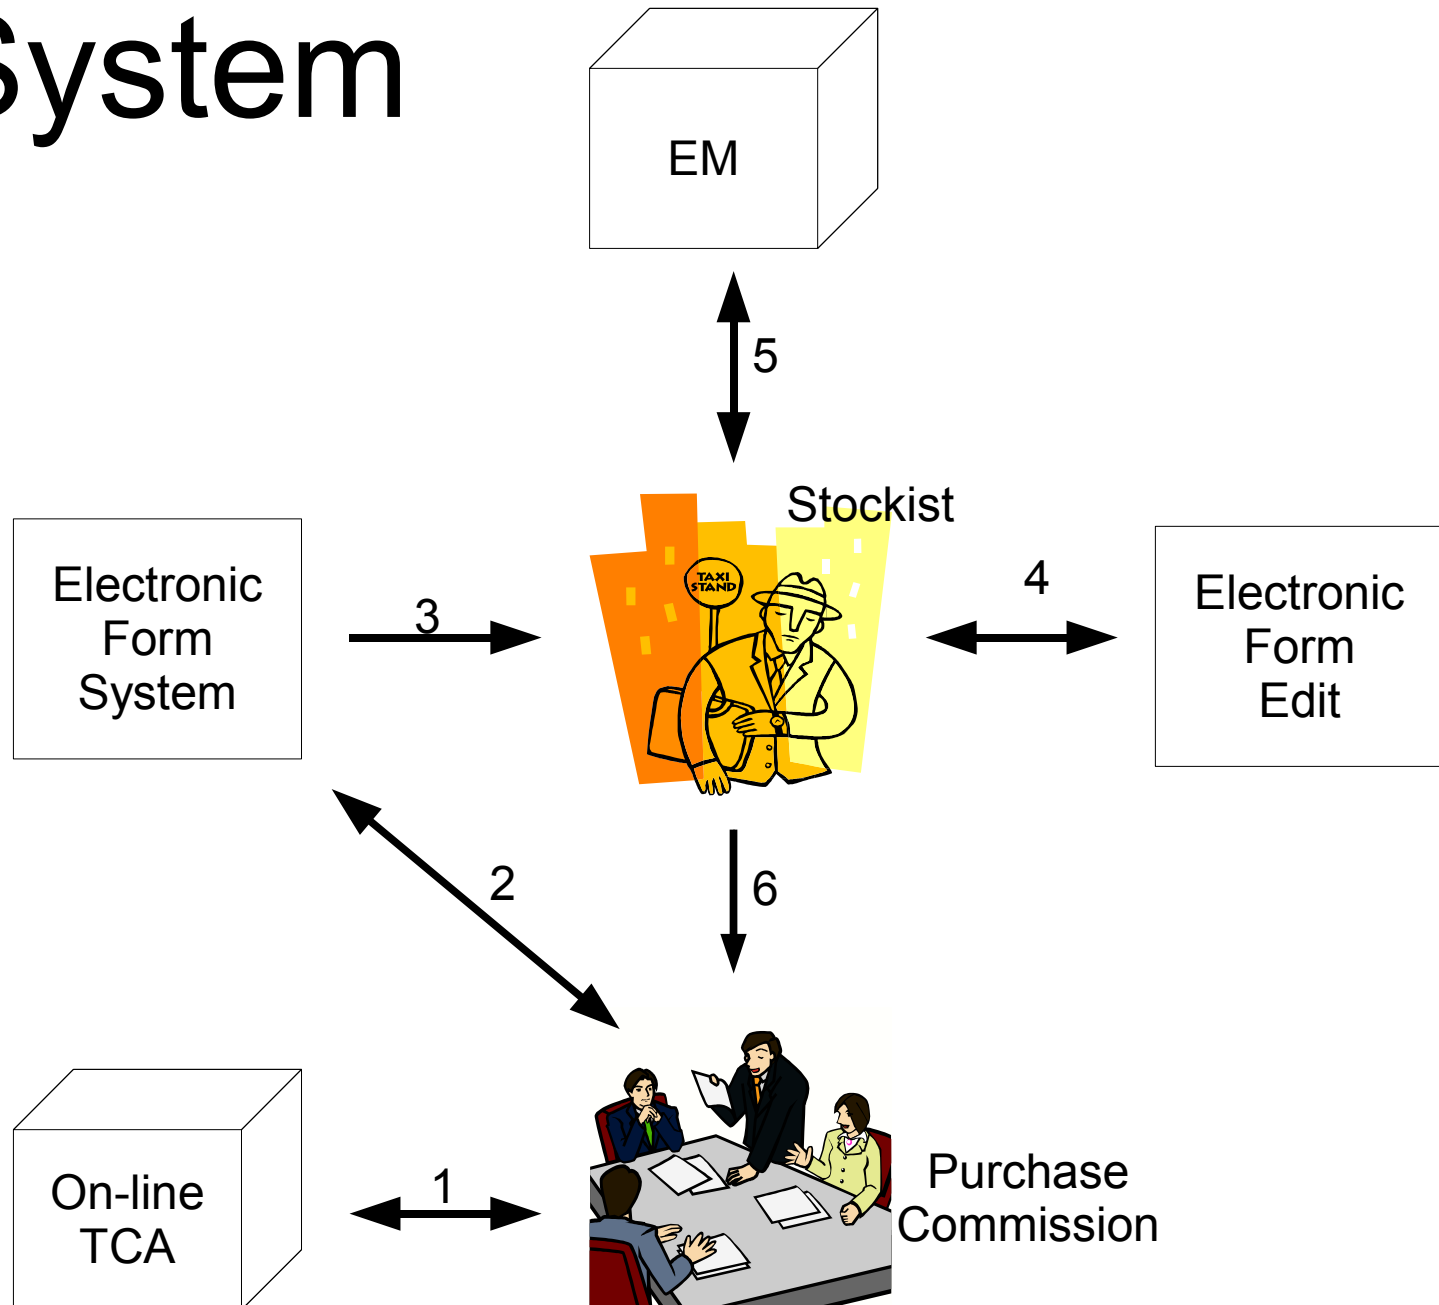 System
EM
5
Stockist
TAXI
STAND
Electronic
Form
System
3
4
Electronic
Form
Edit
2
6
On-line
TCA
1
Purchase
Commission